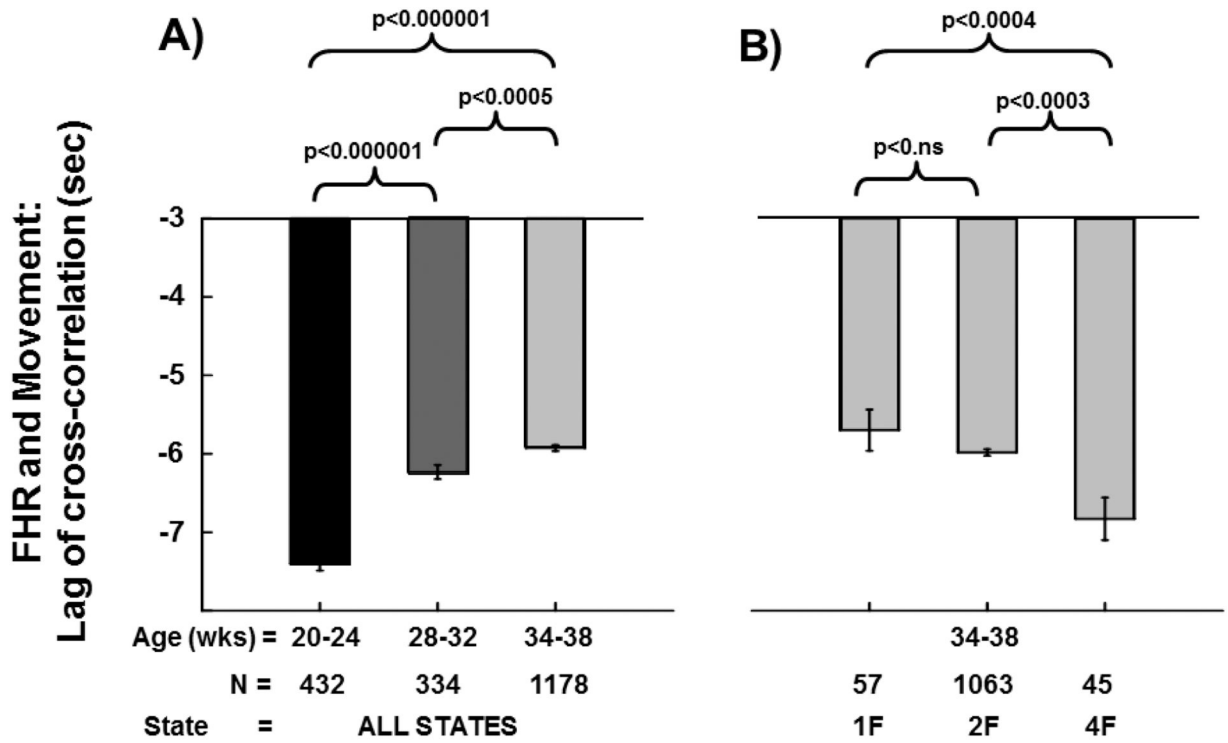 A)
p<0.000001
p<0.0005
p<0.000001
B)
p<0.0004
p<0.0003
p<0.ns
FHR and Movement:
Lag of cross-correlation (sec)
-3
-4
-5
-6
-7
Age (wks) = 20-24 28-32 34-38 34-38
N = 432 334 1178 57 1063 45
State = ALL STATES 1F 2F 4F